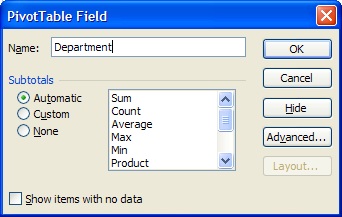 PivotTable Field
Name: Department
OK
Subtotals
Cancel
Automatic
Custom
None
Sum
Count
Average
Max
Min
Product
Hide
Advanced...
Layout...
Show items with no data